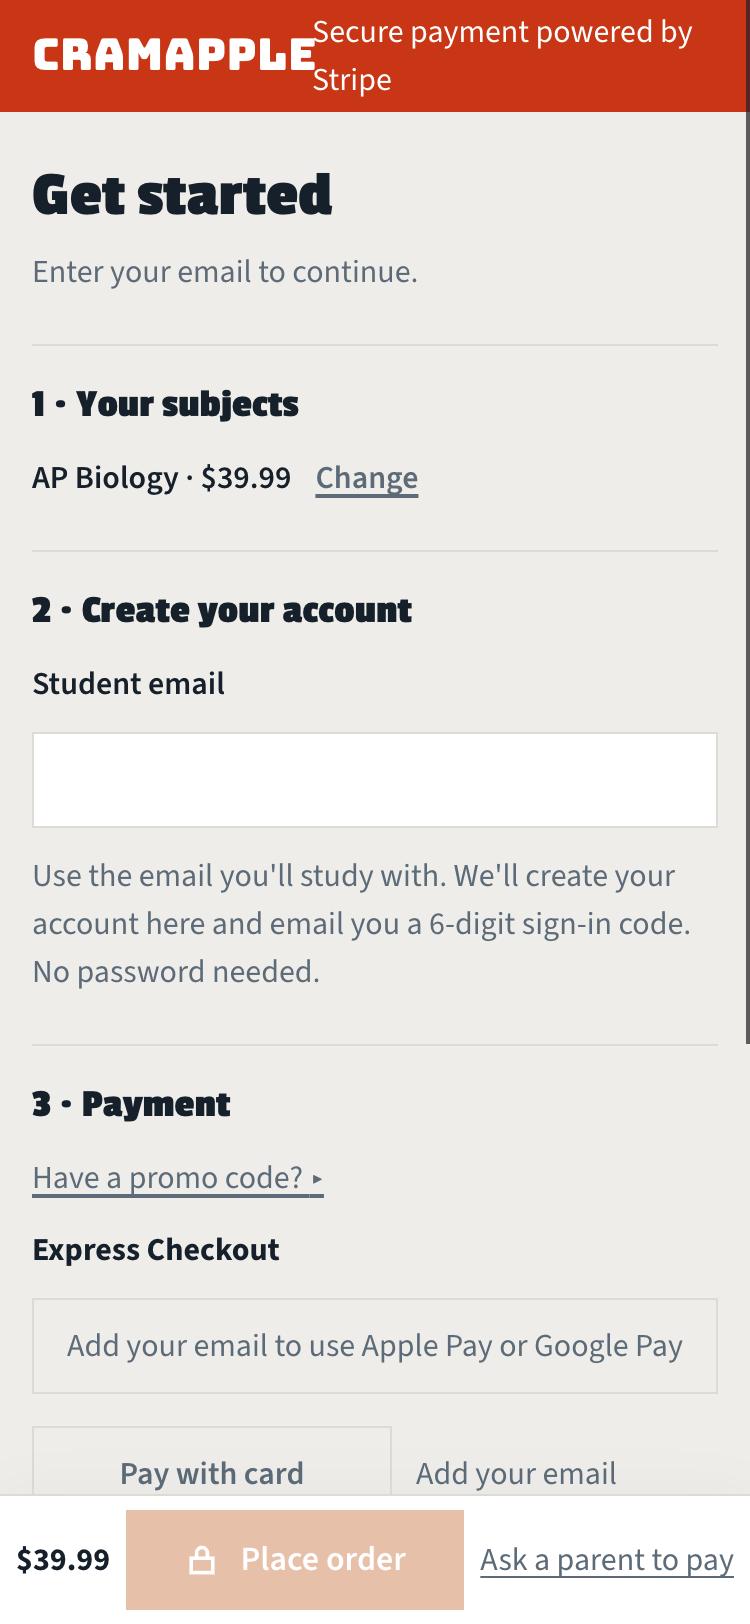 CRAMAPPLE
Secure payment powered by
Stripe
Get started
Enter your email to continue.
1 · Your subjects
AP Biology · $39.99 Change
2 · Create your account
Student email
Use the email you'll study with. We'll create your
account here and email you a 6-digit sign-in code.
No password needed.
3 · Payment
Have a promo code? ▸
Express Checkout
Add your email to use Apple Pay or Google Pay
Pay with card Add your email
$39.99 Place order Ask a parent to pay